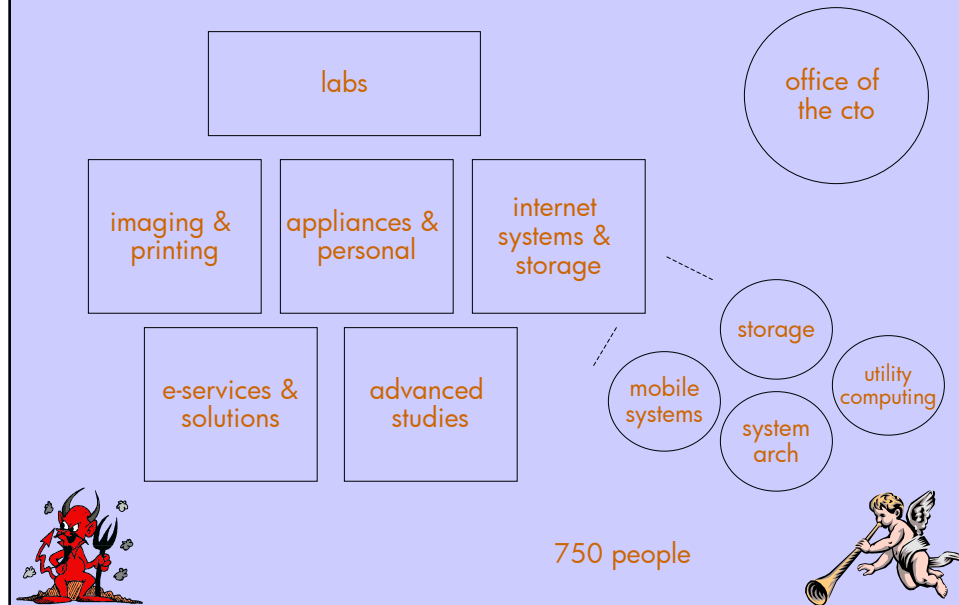 labs
office of
the cto
imaging &
printing
appliances &
personal
internet
systems &
storage
e-services &
solutions
advanced
studies
storage
mobile
systems
system
arch
utility
computing
750 people